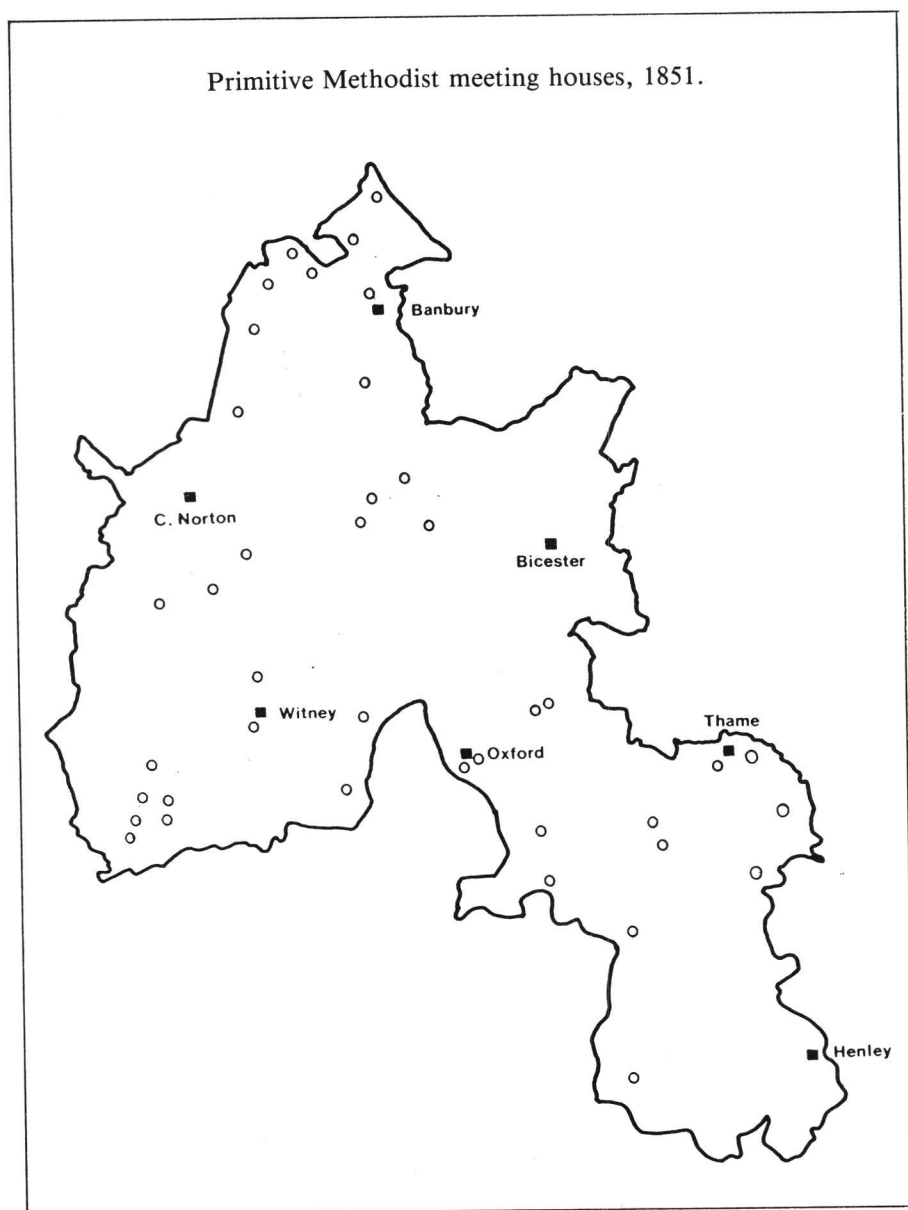 Primitive Methodist meeting houses, 1851.
Banbury
C. Norton
Bicester
Witney
Thame
Oxford
Henley